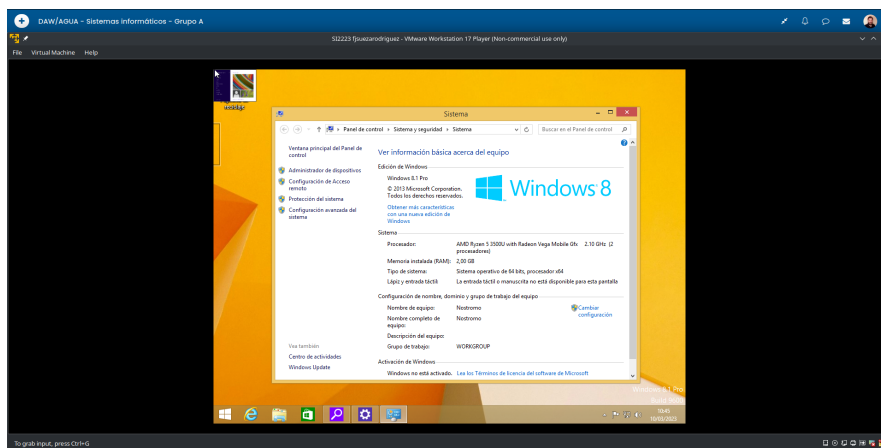 DAW/AGUA - Sistemas informáticos - Grupo A
SI2223 fjsuezarodriguez - VMware Workstation 17 Player (Non-commercial use only)
File Virtual Machine Help
Sistema
Panel de control Sistema y seguridad Sistema
Buscar en el Panel de control
Ventana principal del Panel de
control
Administrador de dispositivos
Configuración de Acceso
remoto
Protección del sistema
Configuración avanzada del
sistema
Vea también
Centro de actividades
Windows Update
Ver información básica acerca del equipo
Edición de Windows
Windows 8.1 Pro
© 2013 Microsoft Corporation.
Todos los derechos reservados.
Obtener más características
con una nueva edición de
Windows
Windows 8
Sistema
Procesador: AMD Ryzen 5 3500U with Radeon Vega Mobile Gfx 2.10 GHz (2
procesadores)
Memoria instalada (RAM): 2,00 GB
Tipo de sistema: Sistema operativo de 64 bits, procesador x64
Lápiz y entrada táctil: La entrada táctil o manuscrita no está disponible para esta pantalla
Configuración de nombre, dominio y grupo de trabajo del equipo
Nombre de equipo: Nostromo
Cambiar
configuración
Nombre completo de
equipo: Nostromo
Descripción del equipo:
Grupo de trabajo: WORKGROUP
Activación de Windows
Windows no está activado. Lea los Términos de licencia del software de Microsoft
Windows 8.1 Pro
10:45
To grab input, press Ctrl+G